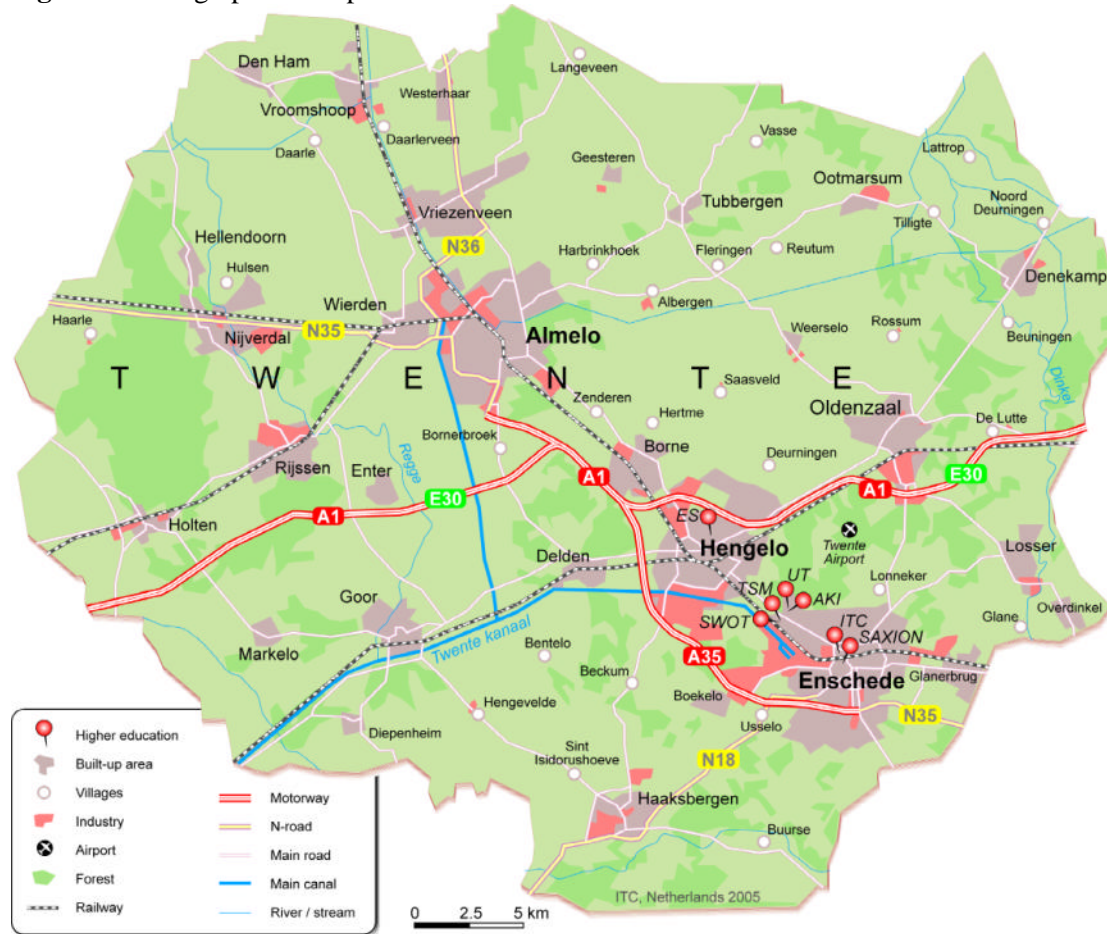 Den Ham
Langeveen
Westerhaar
Vroomshoop
Daarlerveen
Daarle
Vasse
Lattrop
Geesteren
Ootmarsum
Noord
Deurningen
Tubbergen
Tilligte
Vriezenveen
Hellendoorn
N36
Harbrinkhoek
Fleringen
Reutum
Hulsen
Denekamp
Wierden
Albergen
Haarle
Nijverdal
N35
Almelo
Weerselo
Rossum
Beuningen
T W E N T E
Dinkel
Saasveld
Zenderen
Oldenzaal
Hertme
De Lutte
Bornerbroek
Borne
Rijssen
Enter
Regge
Deurningen
A1
A1
E30
E30
A1
Holten
ES
Hengelo
Twente
Airport
Losser
Delden
UT
TSM
AKI
Lonneker
Goor
SWOT
ITC
SAXION
Glane
Overdinkel
Markelo
Twente kanaal
Bentelo
A35
Beckum
Enschede
Glanerbrug
Boekelo
Hengevelde
Usselo
N35
Diepenheim
Sint
Isidorushoeve
N18
Haaksbergen
Buurse
Higher education
Built-up area
Villages
Industry
Airport
Forest
Railway
Motorway
N-road
Main road
Main canal
River / stream
0 2.5 5 km
ITC, Netherlands 2005